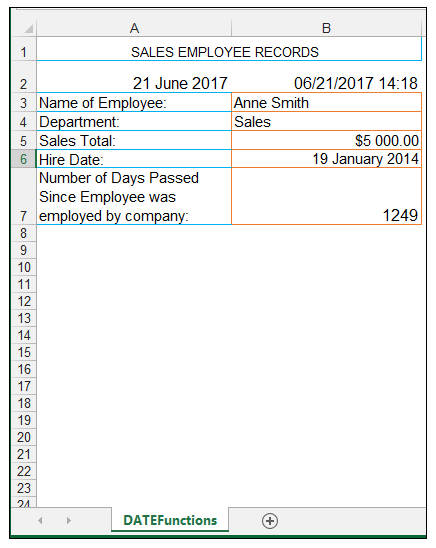 A B
1 SALES EMPLOYEE RECORDS
2 21 June 2017 06/21/2017 14:18
3 Name of Employee: Anne Smith
4 Department: Sales
5 Sales Total: $5 000.00
6 Hire Date: 19 January 2014
Number of Days Passed
Since Employee was
7 employed by company: 1249
8
9
10
11
12
13
14
15
16
17
18
19
20
21
22
23
24
DATEFunctions